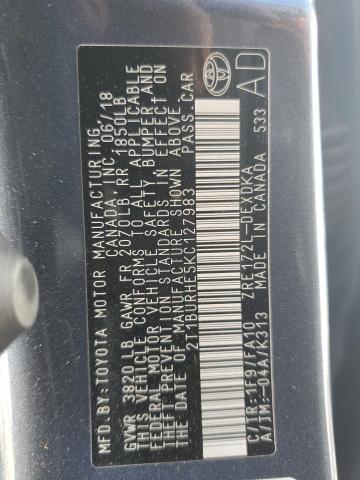 MFD.BY:TOYOTA MOTOR MANUFACTURING
CANADA, INC. 06/18
GVWR 3820LB GAWR FR 2020LB RR 1850LB
THIS VEHICLE CONFORMS TO ALL APPLICABLE
FEDERAL MOTOR VEHICLE SAFETY, BUMPER, AND
THEFT PREVENTION STANDARDS IN EFFECT ON
THE DATE OF MANUFACTURE SHOWN ABOVE.
2T1BURHE5KC127983 PASS.CAR
C/TR:1F9/FA10 ZRE172L-DEXDKA
A/TM:-04A/K313 MADE IN CANADA 533
TOYOTA
AD